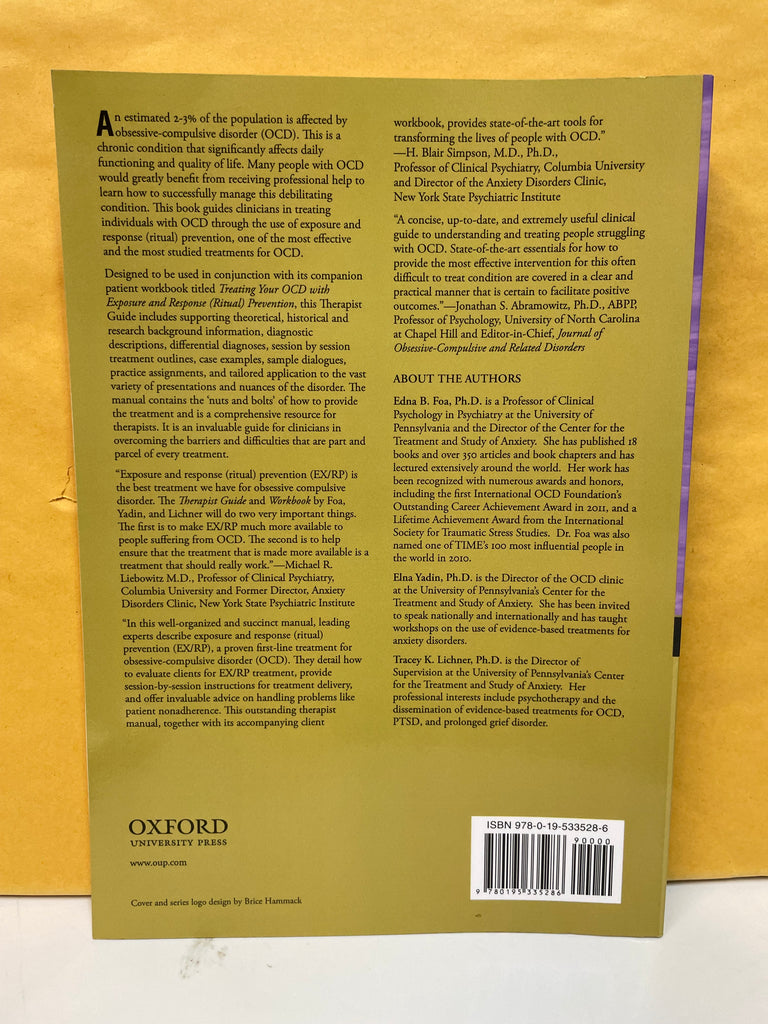 An estimated 2-3% of the population is affected by
obsessive-compulsive disorder (OCD). This is a
chronic condition that significantly affects daily
functioning and quality of life. Many people with OCD
would greatly benefit from receiving professional help to
learn how to successfully manage this debilitating
condition. This book guides clinicians in treating
individuals with OCD through the use of exposure and
response (ritual) prevention, one of the most effective
and the most studied treatments for OCD.
Designed to be used in conjunction with its companion
patient workbook titled Treating Your OCD with
Exposure and Response (Ritual) Prevention, this Therapist
Guide includes supporting theoretical, historical and
research background information, diagnostic
descriptions, differential diagnoses, session by session
treatment outlines, case examples, sample dialogues,
practice assignments, and tailored application to the vast
variety of presentations and nuances of the disorder. The
manual contains the ‘nuts and bolts’ of how to provide
the treatment and is a comprehensive resource for
therapists. It is an invaluable guide for clinicians in
overcoming the barriers and difficulties that are part and
parcel of every treatment.
“Exposure and response (ritual) prevention (EX/RP) is
the best treatment we have for obsessive compulsive
disorder. The Therapist Guide and Workbook by Foa,
Yadin, and Lichner will do two very important things.
The first is to make EX/RP much more available to
people suffering from OCD. The second is to help
ensure that the treatment that is made more available is a
treatment that should really work.”—Michael R.
Liebowitz M.D., Professor of Clinical Psychiatry,
Columbia University and Former Director, Anxiety
Disorders Clinic, New York State Psychiatric Institute
“In this well-organized and succinct manual, leading
experts describe exposure and response (ritual)
prevention (EX/RP), a proven first-line treatment for
obsessive-compulsive disorder (OCD). They detail how
to evaluate clients for EX/RP treatment, provide
session-by-session instructions for treatment delivery,
and offer invaluable advice on handling problems like
patient nonadherence. This outstanding therapist
manual, together with its accompanying client
workbook, provides state-of-the-art tools for
transforming the lives of people with OCD.”
—H. Blair Simpson, M.D., Ph.D.,
Professor of Clinical Psychiatry, Columbia University
and Director of the Anxiety Disorders Clinic,
New York State Psychiatric Institute
“A concise, up-to-date, and extremely useful clinical
guide to understanding and treating people struggling
with OCD. State-of-the-art essentials for how to
provide the most effective intervention for this often
difficult to treat condition are covered in a clear and
practical manner that is certain to facilitate positive
outcomes.”—Jonathan S. Abramowitz, Ph.D., ABPP,
Professor of Psychology, University of North Carolina
at Chapel Hill and Editor-in-Chief, Journal of
Obsessive-Compulsive and Related Disorders
ABOUT THE AUTHORS
Edna B. Foa, Ph.D. is a Professor of Clinical
Psychology in Psychiatry at the University of
Pennsylvania and the Director of the Center for the
Treatment and Study of Anxiety. She has published 18
books and over 350 articles and book chapters and has
lectured extensively around the world. Her work has
been recognized with numerous awards and honors,
including the first International OCD Foundation’s
Outstanding Career Achievement Award in 2011, and a
Lifetime Achievement Award from the International
Society for Traumatic Stress Studies. Dr. Foa was also
named one of TIME’s 100 most influential people in
the world in 2010.
Elna Yadin, Ph.D. is the Director of the OCD clinic
at the University of Pennsylvania’s Center for the
Treatment and Study of Anxiety. She has been invited
to speak nationally and internationally and has taught
workshops on the use of evidence-based treatments for
anxiety disorders.
Tracey K. Lichner, Ph.D. is the Director of
Supervision at the University of Pennsylvania’s Center
for the Treatment and Study of Anxiety. Her
professional interests include psychotherapy and the
dissemination of evidence-based treatments for OCD,
PTSD, and prolonged grief disorder.
OXFORD
UNIVERSITY PRESS
www.oup.com
Cover and series logo design by Brice Hammack
ISBN 978-0-19-533528-6
90000
9 780195 335286